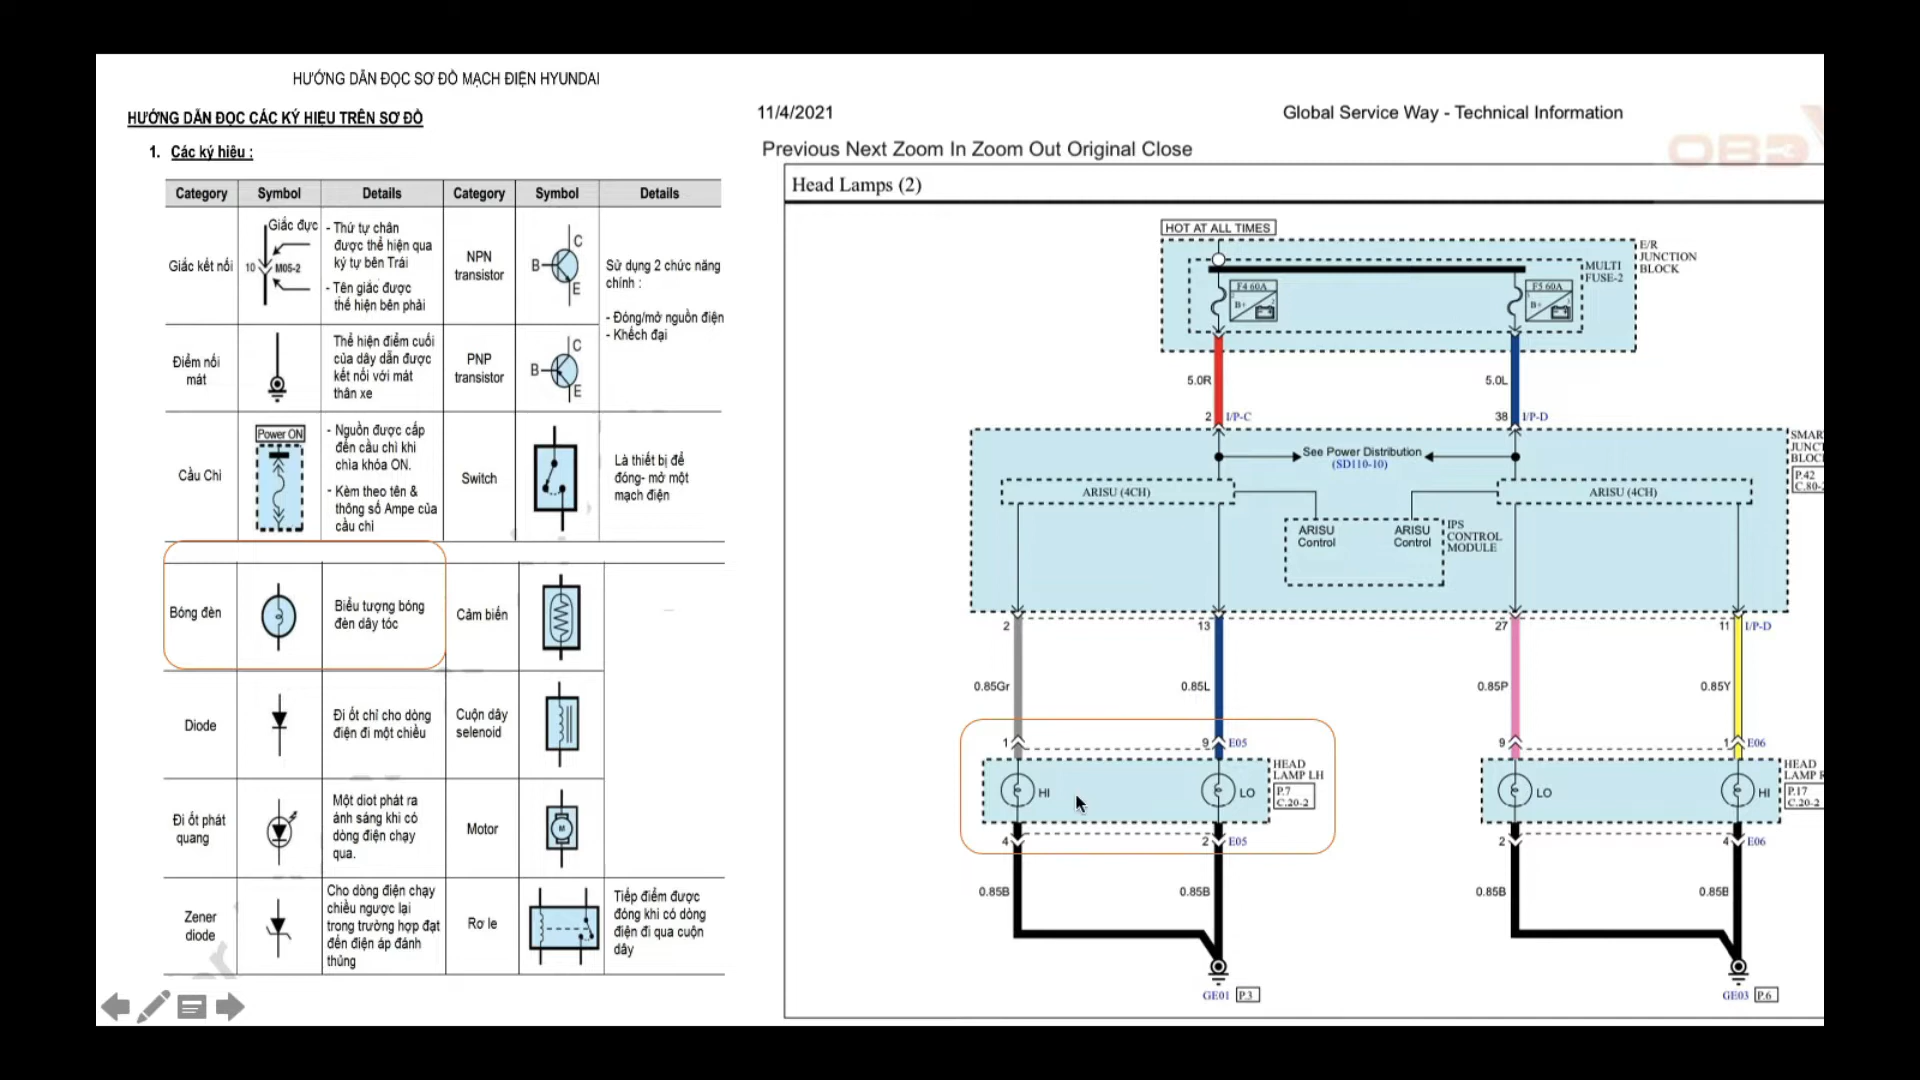 HƯỚNG DẪN ĐỌC SƠ ĐỒ MẠCH ĐIỆN HYUNDAI
HƯỚNG DẪN ĐỌC CÁC KÝ HIỆU TRÊN SƠ ĐỒ
1. Các ký hiệu :
Category Symbol Details Category Symbol Details
Giắc kết nối
Giắc đực
10 M05-2
- Thứ tự chân
được thể hiện qua
ký tự bên Trái
- Tên giắc được
thể hiện bên phải
NPN
transistor
B C E
Sử dụng 2 chức năng
chính :
- Đóng/mở nguồn điện
- Khếch đại
Điểm nối
mát
Thể hiện điểm cuối
của dây dẫn được
kết nối với mát
thân xe
PNP
transistor
B C E
Cầu Chi
Power ON
- Nguồn được cấp
đến cầu chì khi
chìa khóa ON.
- Kèm theo tên &
thông số Ampe của
cầu chi
Switch
Là thiết bị để
đóng- mở một
mạch điện
Bóng đèn
Biểu tượng bóng
đèn dây tóc
Cảm biến
Diode
Đi ốt chỉ cho dòng
điện đi một chiều
Cuộn dây
selenoid
Đi ốt phát
quang
Một diot phát ra
ánh sáng khi có
dòng điện chạy
qua.
Motor
M
Zener
diode
Cho dòng điện chạy
chiều ngược lại
trong trường hợp đạt
đến điện áp đánh
thủng
Rơ le
Tiếp điểm được
đóng khi có dòng
điện đi qua cuộn
dây
11/4/2021
Global Service Way - Technical Information
Previous Next Zoom In Zoom Out Original Close
Head Lamps (2)
HOT AT ALL TIMES
E/R
JUNCTION
BLOCK
MULTI
FUSE-2
F4 60A
B+
F5 60A
B+
5.0R 5.0L
2 I/P-C 38 I/P-D
See Power Distribution
(SD110-10)
SMAR
JUNC
BLOC
P.42
C.80-2
ARISU (4CH) ARISU (4CH)
ARISU
Control
ARISU
Control
IPS
CONTROL
MODULE
2 13 27 11 I/P-D
0.85Gr 0.85L 0.85P 0.85Y
1 9 E05 9 1 E06
HI LO
HEAD
LAMP LH
P.7
C.20-2
LO HI
HEAD
LAMP R
P.17
C.20-2
4 2 E05 2 4 E06
0.85B 0.85B 0.85B 0.85B
GE01 P.3 GE03 P.6